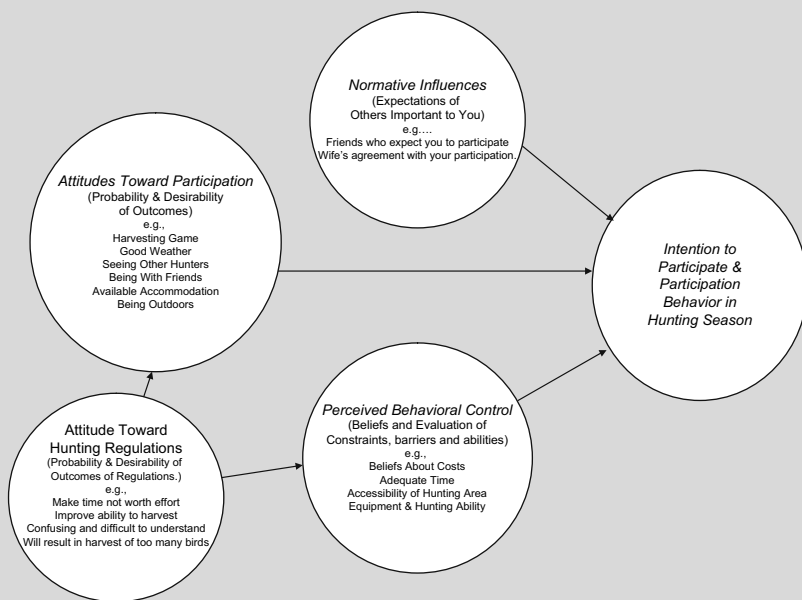 Normative Influences
(Expectations of
Others Important to You)
e.g....
Friends who expect you to participate
Wife's agreement with your participation.
Attitudes Toward Participation
(Probability & Desirability
of Outcomes)
e.g.,
Harvesting Game
Good Weather
Seeing Other Hunters
Being With Friends
Available Accommodation
Being Outdoors
Intention to
Participate &
Participation
Behavior in
Hunting Season
Attitude Toward
Hunting Regulations
(Probability & Desirability of
Outcomes of Regulations.)
e.g.,
Make time not worth effort
Improve ability to harvest
Confusing and difficult to understand
Will result in harvest of too many birds
Perceived Behavioral Control
(Beliefs and Evaluation of
Constraints, barriers and abilities)
e.g.,
Beliefs About Costs
Adequate Time
Accessibility of Hunting Area
Equipment & Hunting Ability